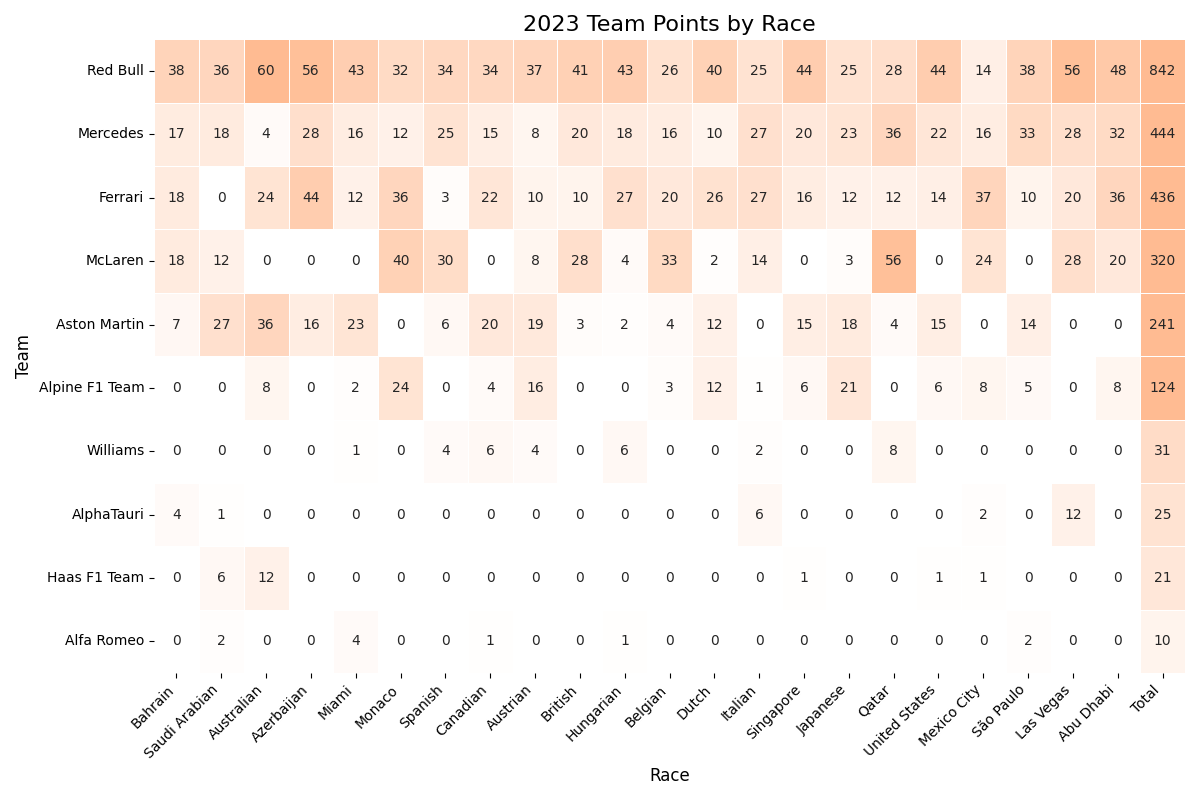 2023 Team Points by Race
Team
Red Bull 38 36 60 56 43 32 34 34 37 41 43 26 40 25 44 25 28 44 14 38 56 48 842
Mercedes 17 18 4 28 16 12 25 15 8 20 18 16 10 27 20 23 36 22 16 33 28 32 444
Ferrari 18 0 24 44 12 36 3 22 10 10 27 20 26 27 16 12 12 14 37 10 20 36 436
McLaren 18 12 0 0 0 40 30 0 8 28 4 33 2 14 0 3 56 0 24 0 28 20 320
Aston Martin 7 27 36 16 23 0 6 20 19 3 2 4 12 0 15 18 4 15 0 14 0 0 241
Alpine F1 Team 0 0 8 0 2 24 0 4 16 0 0 3 12 1 6 21 0 6 8 5 0 8 124
Williams 0 0 0 0 1 0 4 6 4 0 6 0 0 2 0 0 8 0 0 0 0 0 31
AlphaTauri 4 1 0 0 0 0 0 0 0 0 0 0 0 6 0 0 0 0 2 0 12 0 25
Haas F1 Team 0 6 12 0 0 0 0 0 0 0 0 0 0 0 1 0 0 1 1 0 0 0 21
Alfa Romeo 0 2 0 0 4 0 0 1 0 0 1 0 0 0 0 0 0 0 0 2 0 0 10
Bahrain Saudi Arabian Australian Azerbaijan Miami Monaco Spanish Canadian Austrian British Hungarian Belgian Dutch Italian Singapore Japanese Qatar United States Mexico City São Paulo Las Vegas Abu Dhabi Total
Race